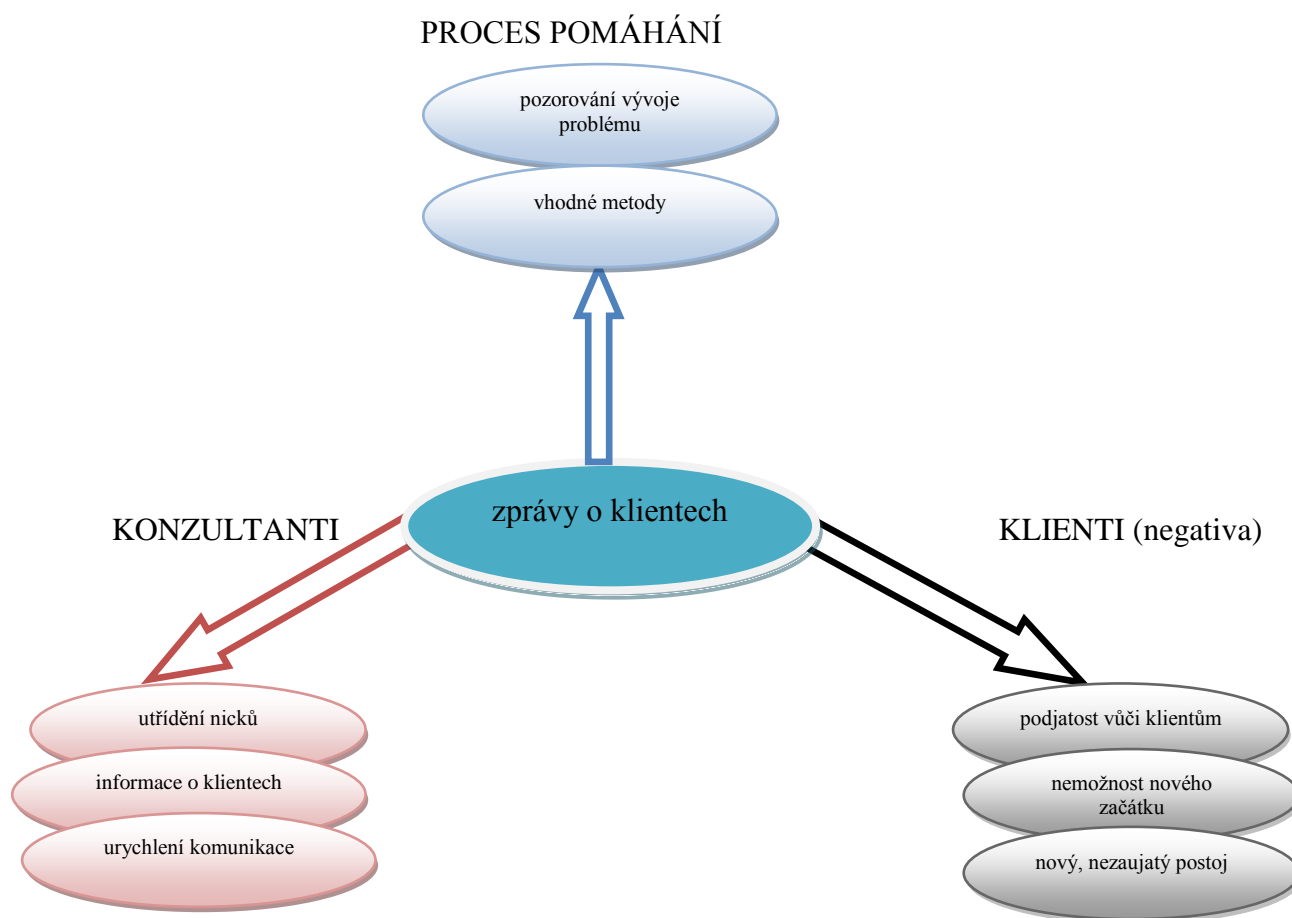 PROCES POMÁHÁNÍ
pozorování vývoje
problému
vhodné metody
zprávy o klientech
KONZULTANTI
KLIENTI (negativa)
utřídění nicků
informace o klientech
urychlení komunikace
podjatost vůči klientům
nemožnost nového
začátku
nový, nezaujatý postoj